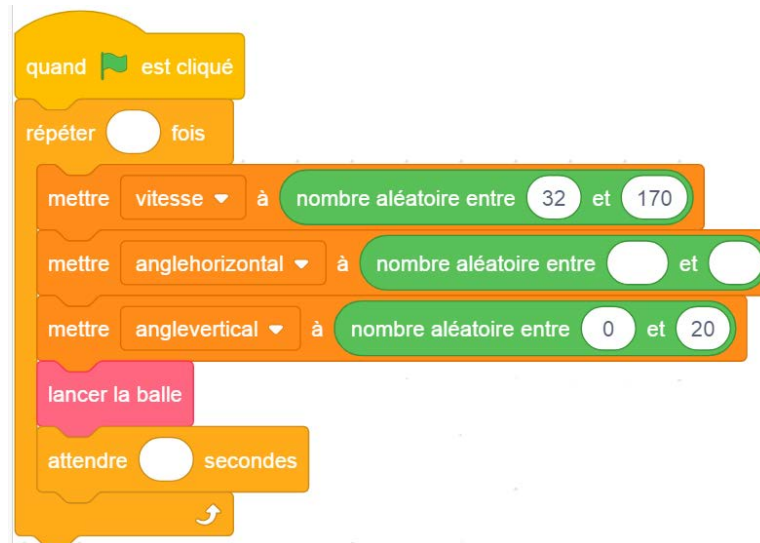 quand est cliqué
répéter fois
mettre vitesse à nombre aléatoire entre 32 et 170
mettre anglehorizontal à nombre aléatoire entre et
mettre anglevertical à nombre aléatoire entre 0 et 20
lancer la balle
attendre secondes